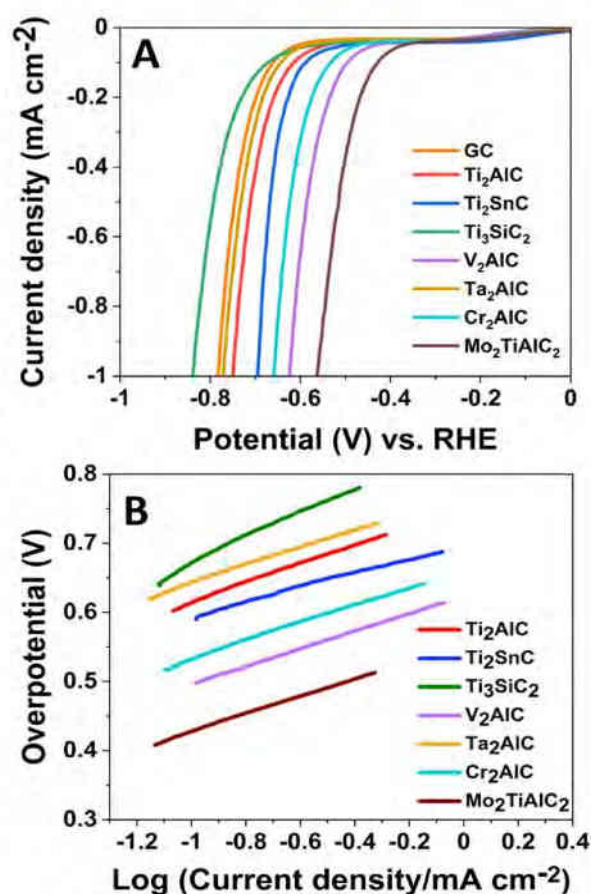 A
0
-0.2
-0.4
-0.6
-0.8
-1
Current density (mA cm⁻²)
GC
Ti₂AlC
Ti₂SnC
Ti₃SiC₂
V₂AlC
Ta₂AlC
Cr₂AlC
Mo₂TiAlC₂
-1 -0.8 -0.6 -0.4 -0.2 0
Potential (V) vs. RHE
B
0.8
0.7
0.6
0.5
0.4
0.3
Overpotential (V)
Ti₂AlC
Ti₂SnC
Ti₃SiC₂
V₂AlC
Ta₂AlC
Cr₂AlC
Mo₂TiAlC₂
-1.2 -1 -0.8 -0.6 -0.4 -0.2 0 0.2 0.4
Log (Current density/mA cm⁻²)